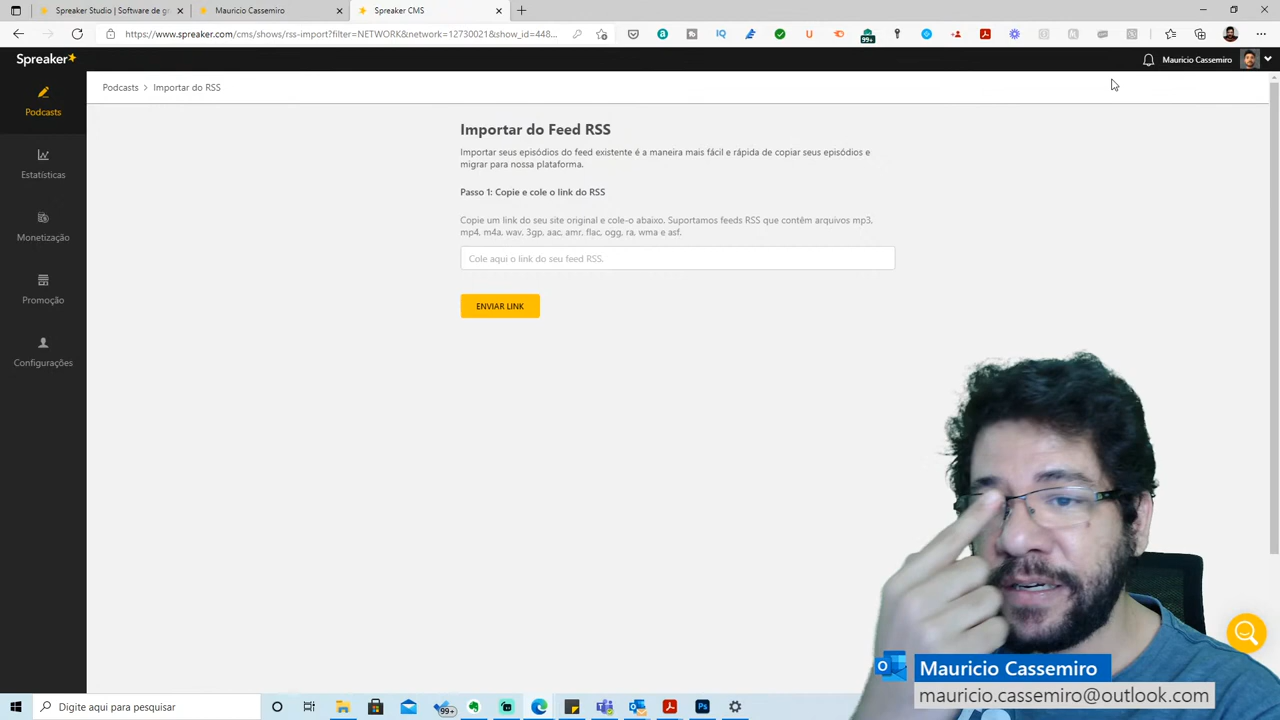 Spreaker Studio | Software de g
Mauricio Cassemiro
Spreaker CMS
https://www.spreaker.com/cms/shows/rss-import?filter=NETWORK&network=12730021&show_id=448...
IQ
99+
Spreaker
Mauricio Cassemiro
Podcasts > Importar do RSS
Podcasts
Estatísticas
Monetização
Promoção
Configurações
Importar do Feed RSS
Importar seus episódios do feed existente é a maneira mais fácil e rápida de copiar seus episódios e
migrar para nossa plataforma.
Passo 1: Copie e cole o link do RSS
Copie um link do seu site original e cole-o abaixo. Suportamos feeds RSS que contêm arquivos mp3,
mp4, m4a, wav, 3gp, aac, amr, flac, ogg, ra, wma e asf.
Cole aqui o link do seu feed RSS.
ENVIAR LINK
Mauricio Cassemiro
mauricio.cassemiro@outlook.com
Digite aqui para pesquisar
99+
Ps